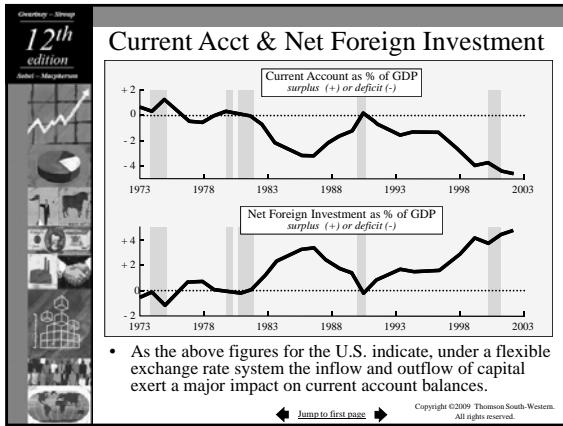 Gwartney – Stroup
12th
edition
Sobel – Macpherson
Current Acct & Net Foreign Investment
Current Account as % of GDP
surplus (+) or deficit (-)
+ 2
0
- 2
- 4
1973 1978 1983 1988 1993 1998 2003
Net Foreign Investment as % of GDP
surplus (+) or deficit (-)
+ 4
+ 2
0
- 2
1973 1978 1983 1988 1993 1998 2003
• As the above figures for the U.S. indicate, under a flexible
exchange rate system the inflow and outflow of capital
exert a major impact on current account balances.
Jump to first page
Copyright ©2009 Thomson South-Western.
All rights reserved.